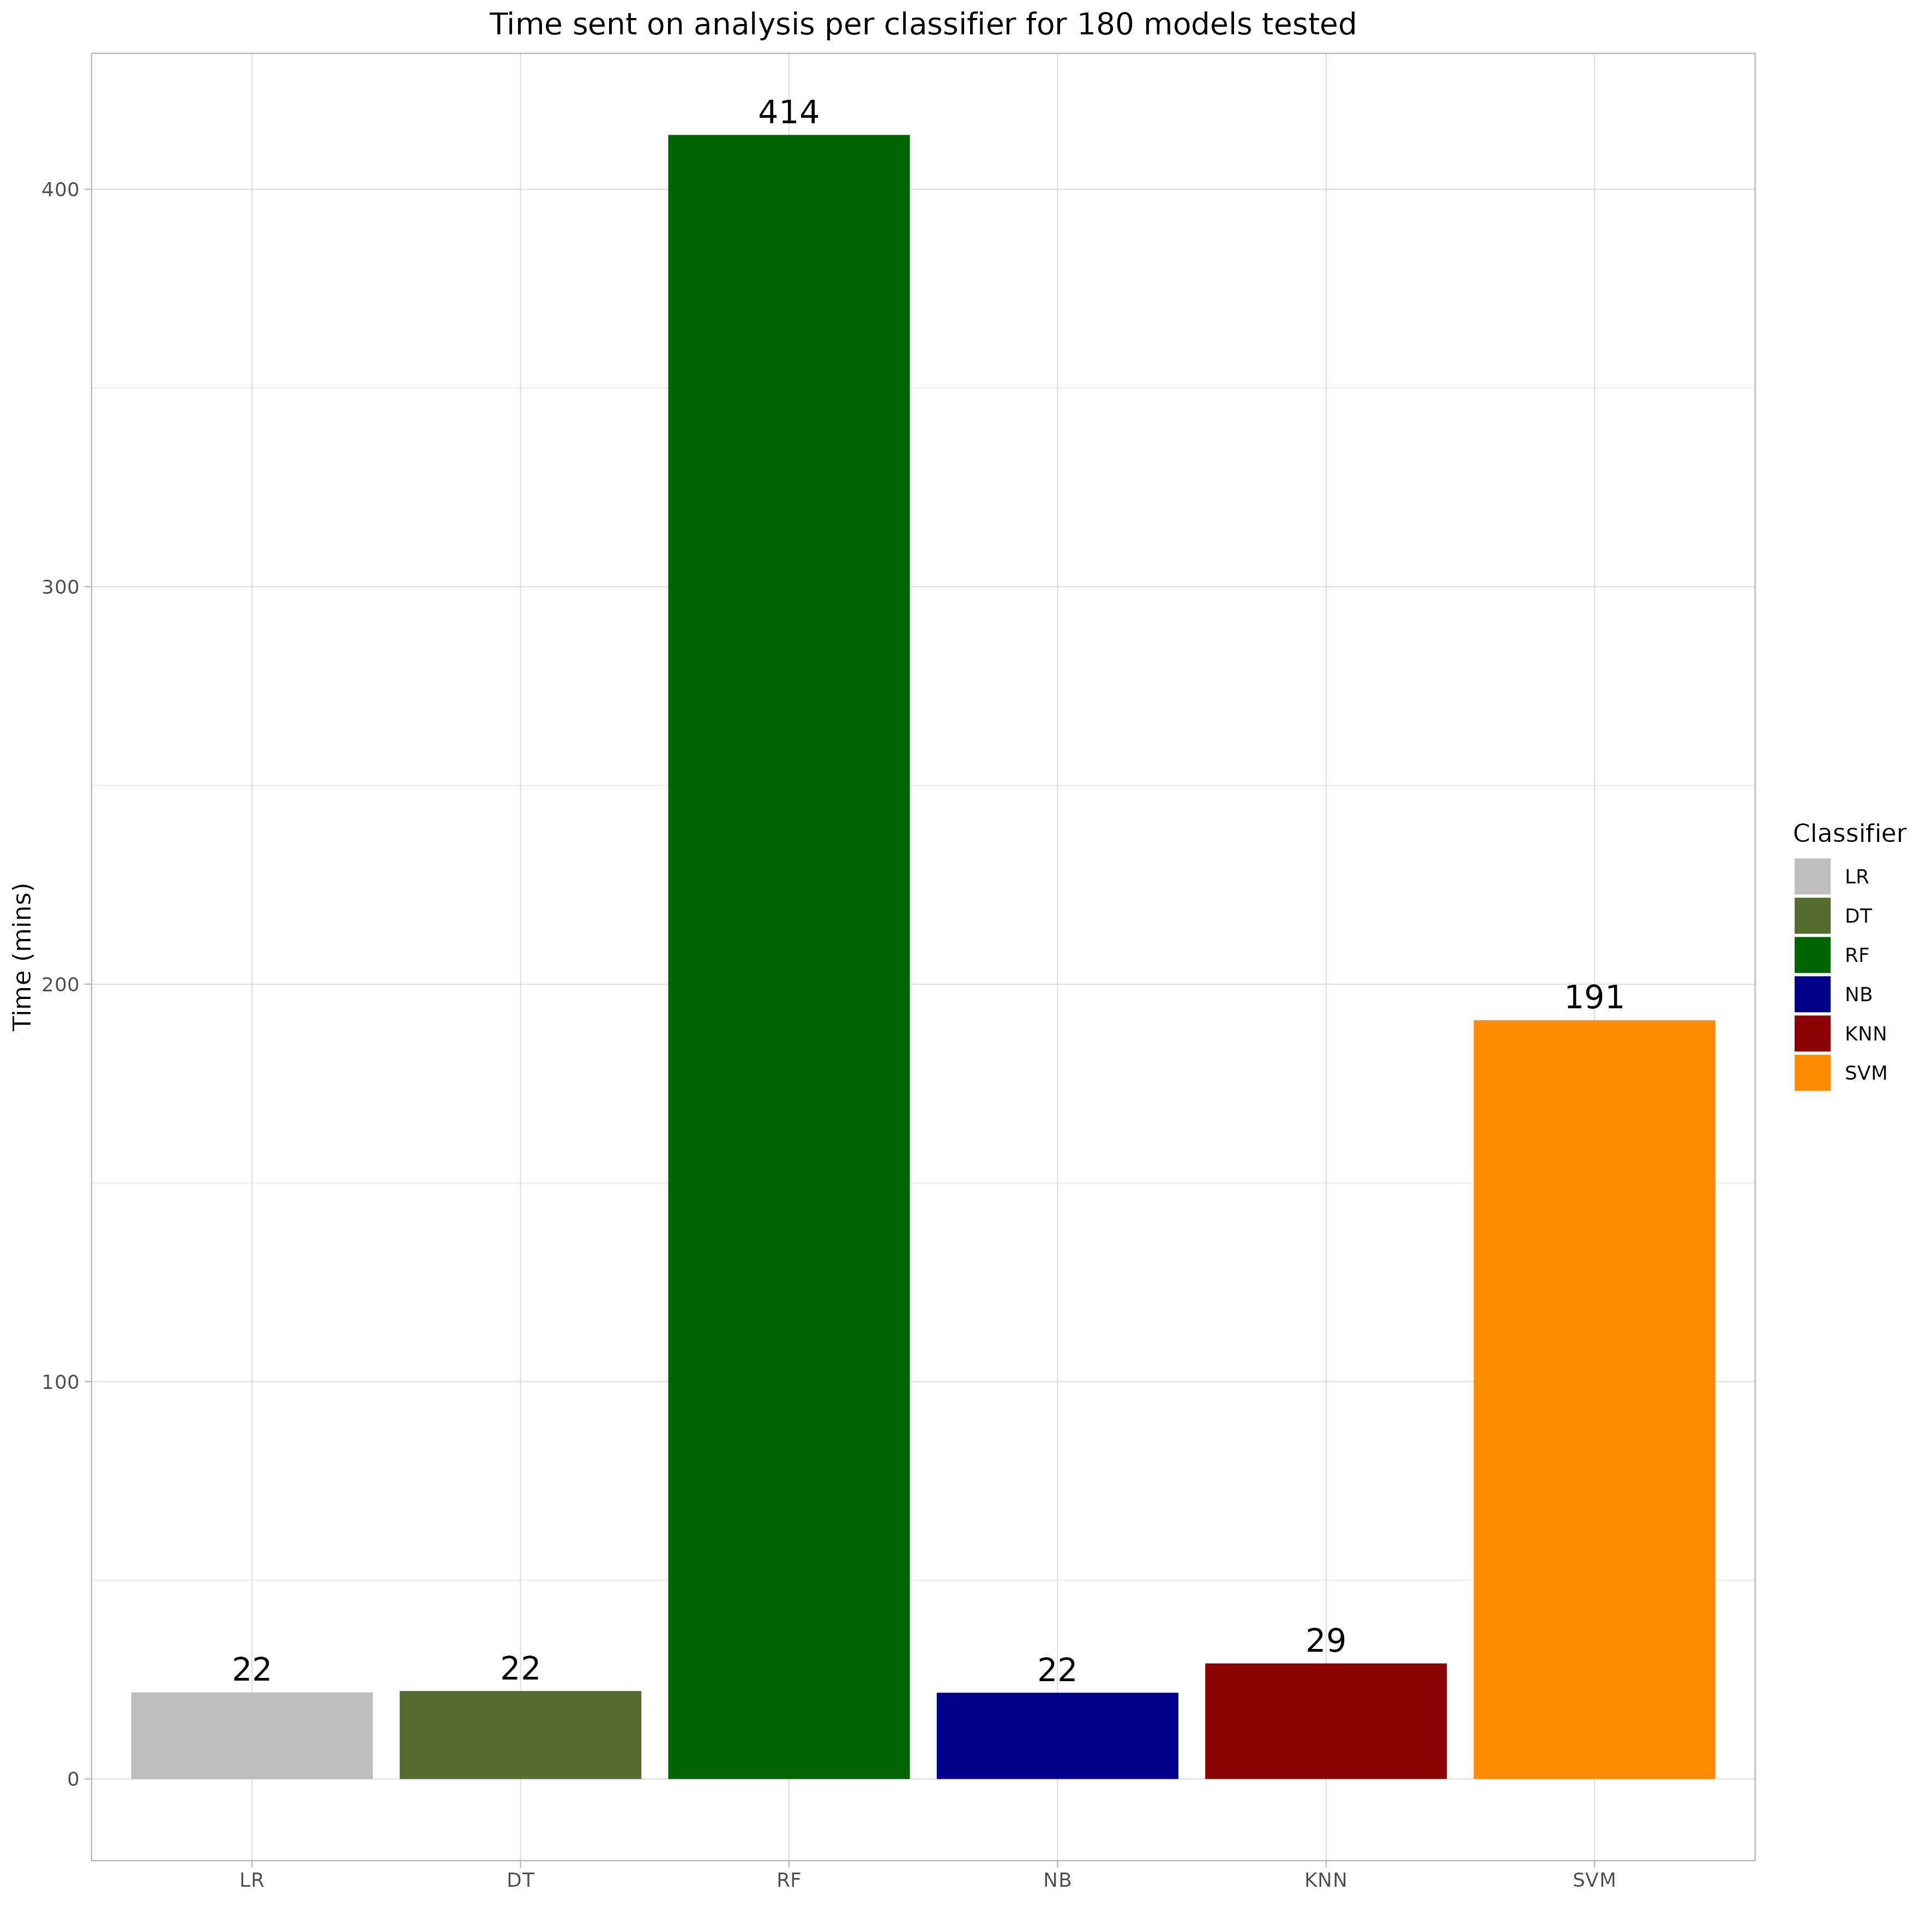 Time sent on analysis per classifier for 180 models tested
Time (mins)
400
300
200
100
0
414
191
29
22
22
22
LR
DT
RF
NB
KNN
SVM
Classifier
LR
DT
RF
NB
KNN
SVM